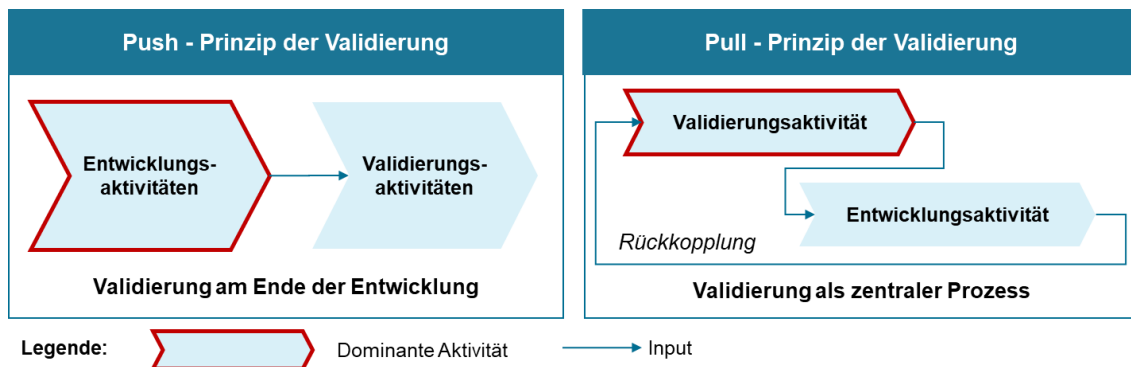 Push - Prinzip der Validierung
Entwicklungs-
aktivitäten
Validierungs-
aktivitäten
Validierung am Ende der Entwicklung
Pull - Prinzip der Validierung
Validierungsaktivität
Entwicklungsaktivität
Rückkopplung
Validierung als zentraler Prozess
Legende:
Dominante Aktivität
Input